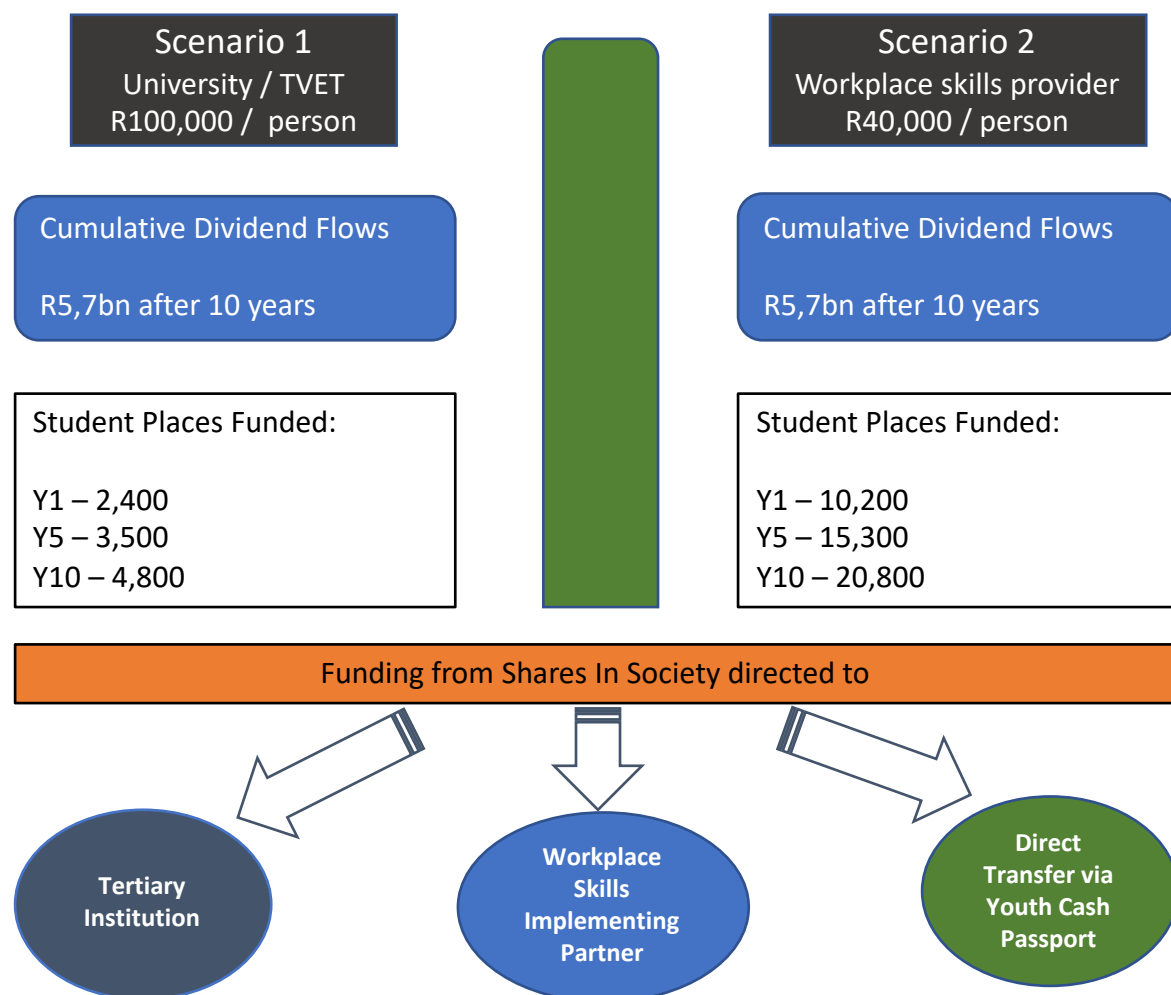 Scenario 1
University / TVET
R100,000 / person
Scenario 2
Workplace skills provider
R40,000 / person
Cumulative Dividend Flows
R5,7bn after 10 years
Cumulative Dividend Flows
R5,7bn after 10 years
Student Places Funded:
Y1 – 2,400
Y5 – 3,500
Y10 – 4,800
Student Places Funded:
Y1 – 10,200
Y5 – 15,300
Y10 – 20,800
Funding from Shares In Society directed to
Tertiary
Institution
Workplace
Skills
Implementing
Partner
Direct
Transfer via
Youth Cash
Passport